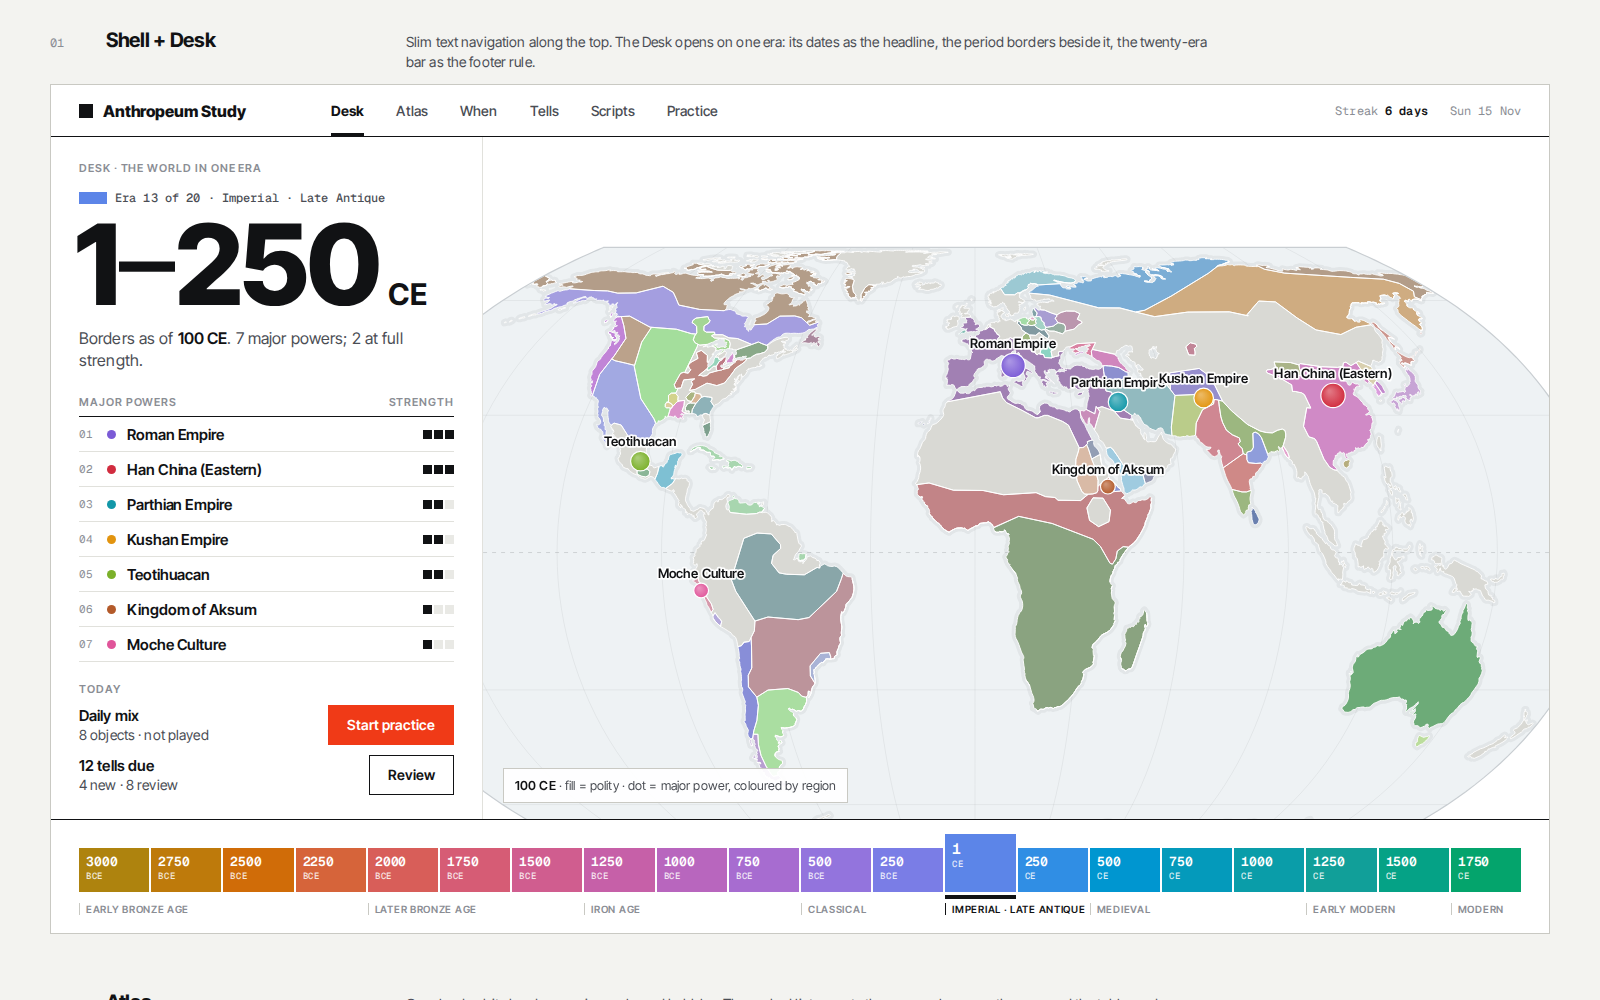 01 Shell + Desk
Slim text navigation along the top. The Desk opens on one era: its dates as the headline, the period borders beside it, the twenty-era
bar as the footer rule.
Anthropeum Study Desk Atlas When Tells Scripts Practice Streak 6 days Sun 15 Nov
DESK · THE WORLD IN ONE ERA
Era 13 of 20 · Imperial · Late Antique
1–250 CE
Borders as of 100 CE. 7 major powers; 2 at full
strength.
MAJOR POWERS STRENGTH
01 Roman Empire
02 Han China (Eastern)
03 Parthian Empire
04 Kushan Empire
05 Teotihuacan
06 Kingdom of Aksum
07 Moche Culture
TODAY
Daily mix
8 objects · not played
Start practice
12 tells due
4 new · 8 review
Review
Roman Empire
Parthian Empire
Kushan Empire
Han China (Eastern)
Teotihuacan
Kingdom of Aksum
Moche Culture
100 CE · fill = polity · dot = major power, coloured by region
3000 BCE
2750 BCE
2500 BCE
2250 BCE
2000 BCE
1750 BCE
1500 BCE
1250 BCE
1000 BCE
750 BCE
500 BCE
250 BCE
1 CE
250 CE
500 CE
750 CE
1000 CE
1250 CE
1500 CE
1750 CE
EARLY BRONZE AGE LATER BRONZE AGE IRON AGE CLASSICAL IMPERIAL · LATE ANTIQUE MEDIEVAL EARLY MODERN MODERN